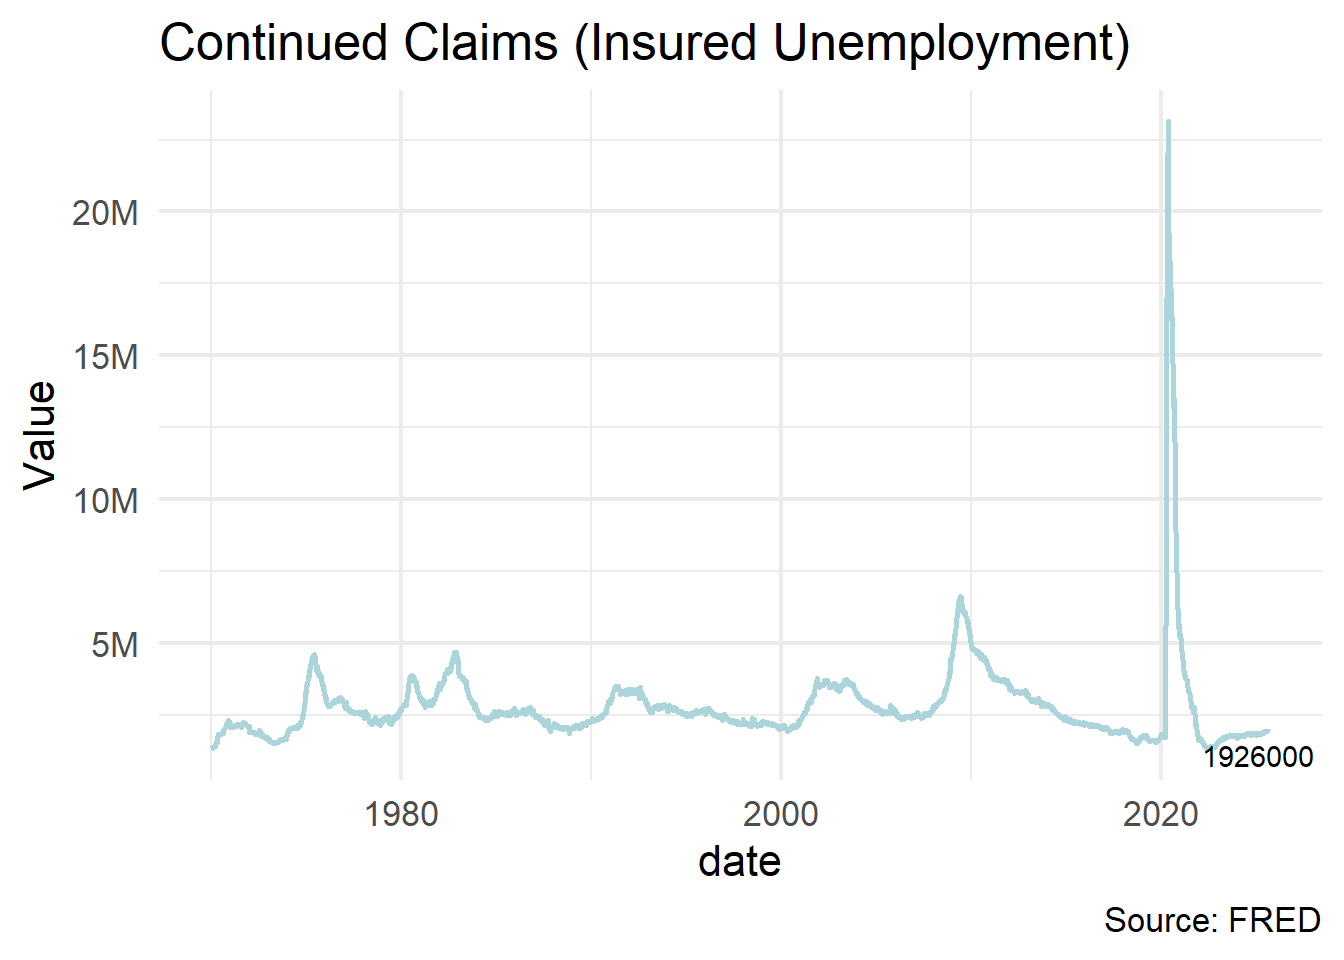 Continued Claims (Insured Unemployment)
20M
15M
10M
5M
Value
1926000
1980
2000
2020
date
Source: FRED